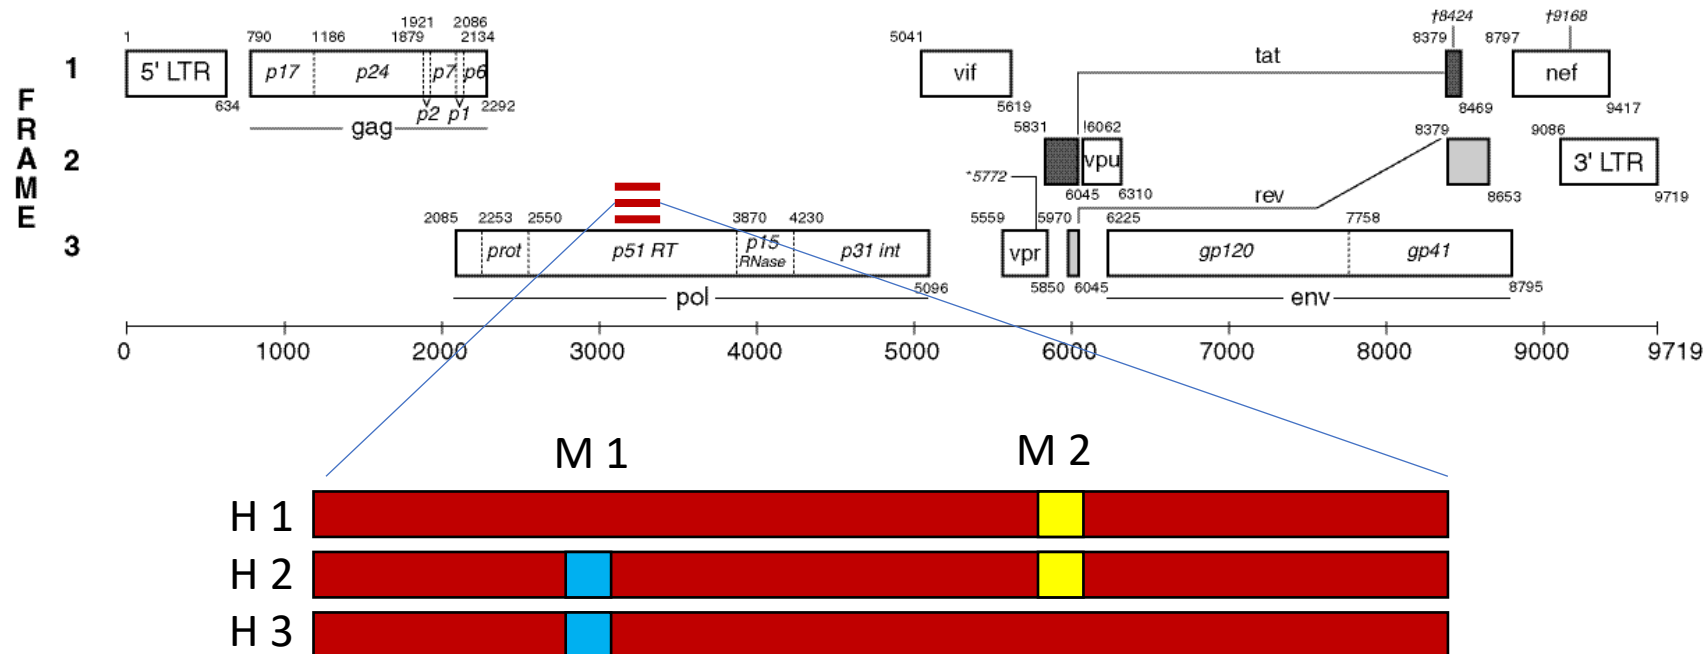 1921 2086 †8424 †9168
1 790 1186 1879 2134 5041 8379 8797
tat
1 5' LTR p17 p24 p7 p6 vif nef
634 p2 p1 2292 5619 8469 9417
gag
FRAME
5831 !6062 8379 9086
2 vpu 3' LTR
*5772
6045 6310 rev 8653 9719
2085 2253 2550 3870 4230 5559 5970 6225 7758
3 prot p51 RT p15 RNase p31 int vpr gp120 gp41
5096 5850 6045 8795
pol env
0 1000 2000 3000 4000 5000 6000 7000 8000 9000 9719
M 1 M 2
H 1
H 2
H 3